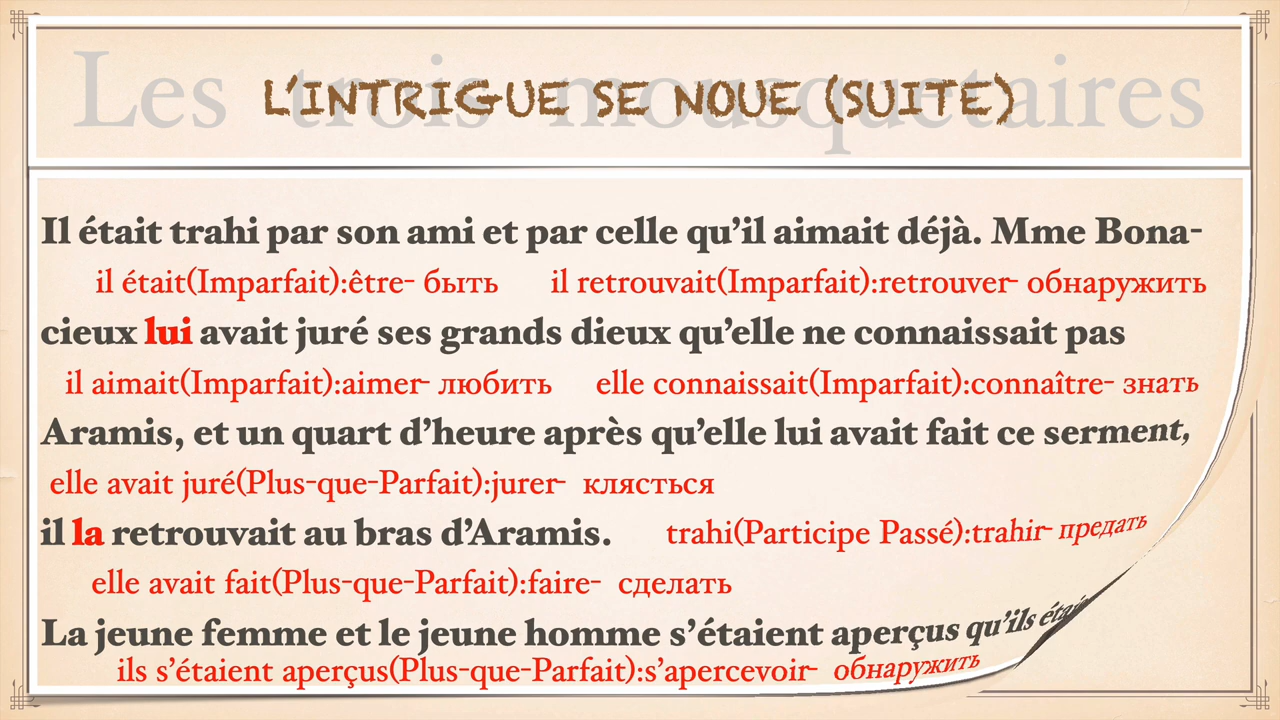 Les trois mousquetaires
L'INTRIGUE SE NOUE (SUITE)
Il était trahi par son ami et par celle qu'il aimait déjà. Mme Bona-
il était(Imparfait):être- быть il retrouvait(Imparfait):retrouver- обнаружить
cieux lui avait juré ses grands dieux qu'elle ne connaissait pas
il aimait(Imparfait):aimer- любить elle connaissait(Imparfait):connaître- знать
Aramis, et un quart d'heure après qu'elle lui avait fait ce serment,
elle avait juré(Plus-que-Parfait):jurer- клясться
il la retrouvait au bras d'Aramis. trahi(Participe Passé):trahir- предать
elle avait fait(Plus-que-Parfait):faire- сделать
La jeune femme et le jeune homme s'étaient aperçus qu'ils
ils s'étaient aperçus(Plus-que-Parfait):s'apercevoir- обнаружить